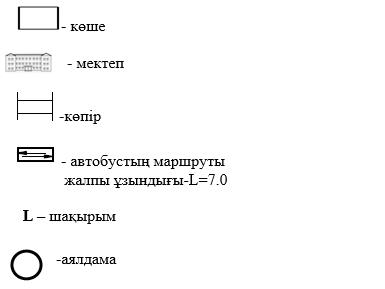 - көше
- мектеп
-көпір
- автобустың маршруты
жалпы ұзындығы-L=7.0
L – шақырым
-аялдама